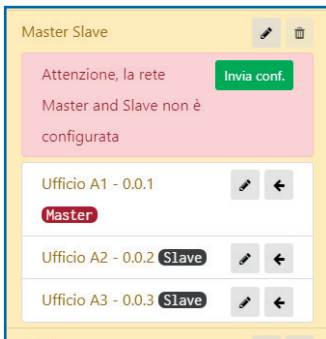 Master Slave
Attenzione, la rete
Invia conf.
Master and Slave non è
configurata
Ufficio A1 - 0.0.1
Master
Ufficio A2 - 0.0.2 Slave
Ufficio A3 - 0.0.3 Slave